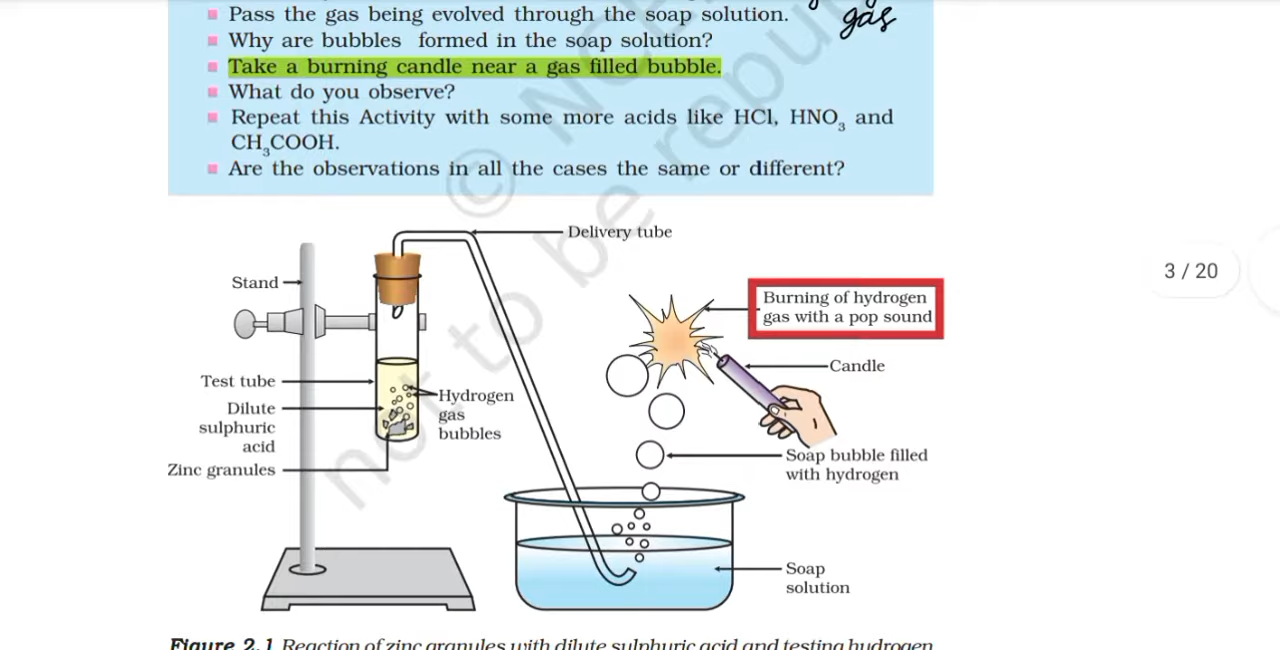 Pass the gas being evolved through the soap solution.
gas
Why are bubbles formed in the soap solution?
Take a burning candle near a gas filled bubble.
What do you observe?
Repeat this Activity with some more acids like HCl, HNO₃ and
CH₃COOH.
Are the observations in all the cases the same or different?
Delivery tube
3 / 20
Stand
Burning of hydrogen
gas with a pop sound
Candle
Test tube
Hydrogen
gas
bubbles
Dilute
sulphuric
acid
Zinc granules
Soap bubble filled
with hydrogen
Soap
solution
Figure 2.1 Reaction of zinc granules with dilute sulphuric acid and testing hydrogen
© NCE
not to be repu